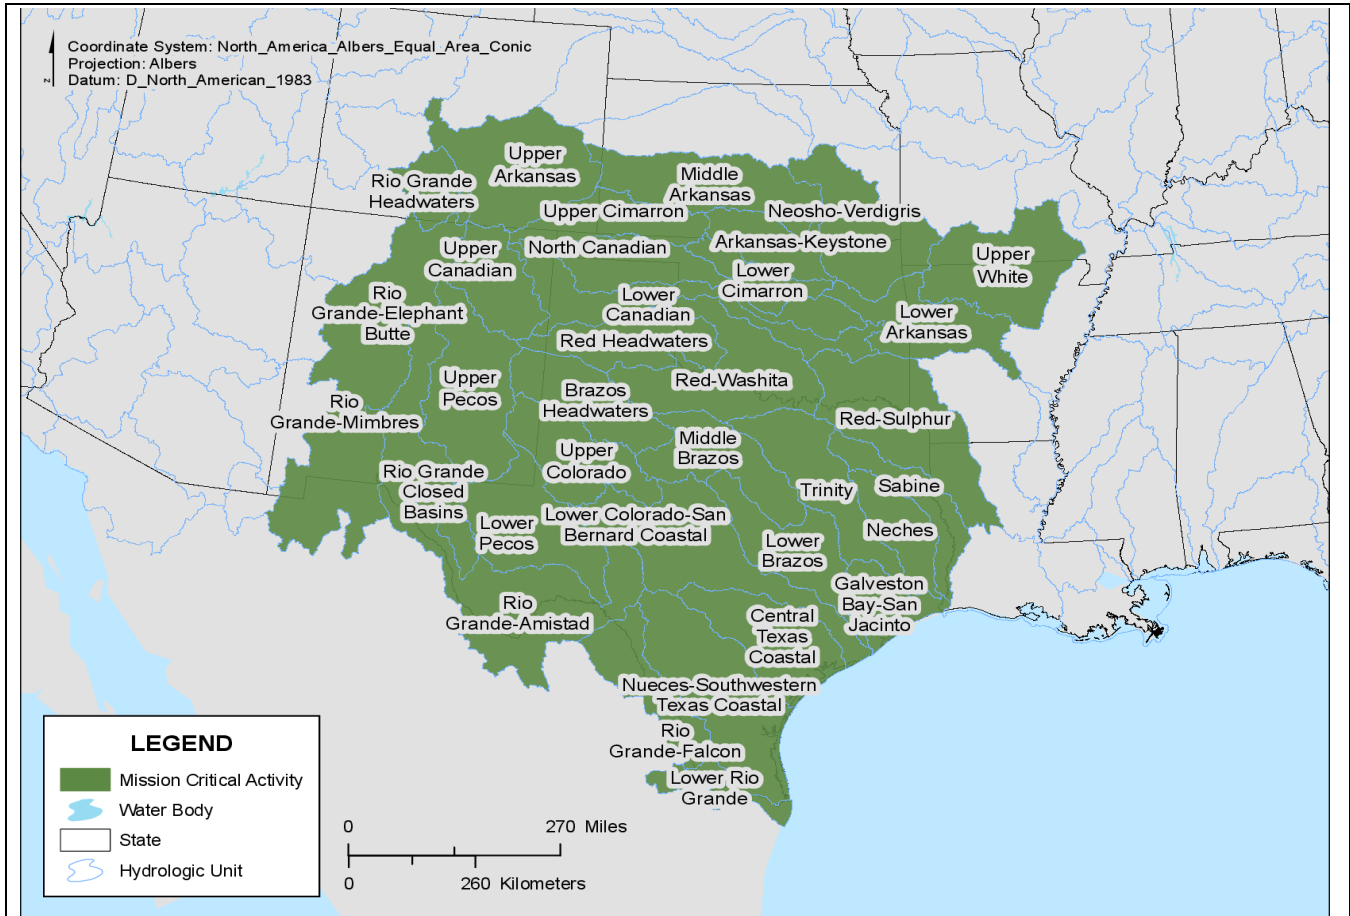 Coordinate System: North_America_Albers_Equal_Area_Conic
Projection: Albers
Datum: D_North_American_1983
z
Upper
Arkansas
Rio Grande
Headwaters
Middle
Arkansas
Upper Cimarron
Neosho-Verdigris
Upper
Canadian
North Canadian
Arkansas-Keystone
Upper
White
Lower
Cimarron
Rio
Grande-Elephant
Butte
Lower
Canadian
Lower
Arkansas
Red Headwaters
Upper
Pecos
Brazos
Headwaters
Red-Washita
Rio
Grande-Mimbres
Red-Sulphur
Middle
Brazos
Upper
Colorado
Rio Grande
Closed
Basins
Trinity
Sabine
Lower
Pecos
Lower Colorado-San
Bernard Coastal
Neches
Lower
Brazos
Galveston
Bay-San
Jacinto
Rio
Grande-Amistad
Central
Texas
Coastal
Nueces-Southwestern
Texas Coastal
Rio
Grande-Falcon
Lower Rio
Grande
LEGEND
Mission Critical Activity
Water Body
State
Hydrologic Unit
0 270 Miles
0 260 Kilometers